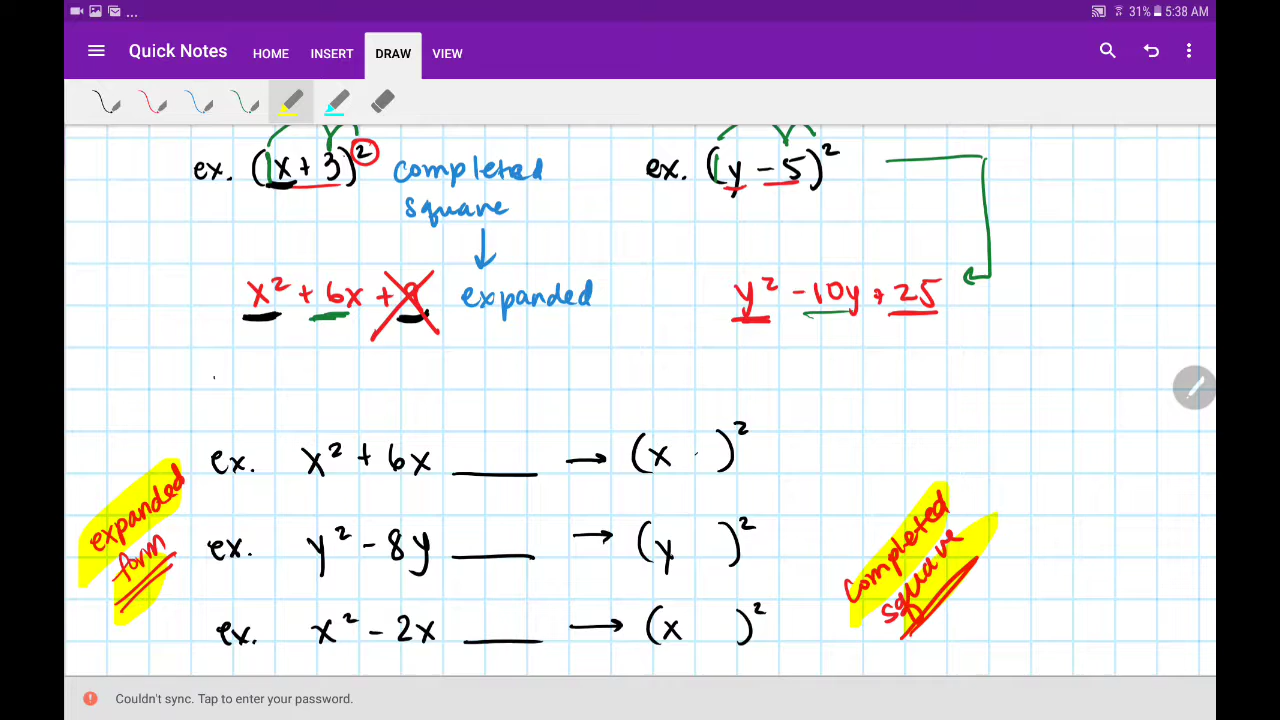 ... 31% 5:38 AM
Quick Notes HOME INSERT DRAW VIEW
ex. (x + 3)² completed square
ex. (y - 5)²
x² + 6x + 9 expanded
y² - 10y + 25
expanded form
ex. x² + 6x ____ → (x )²
ex. y² - 8y ____ → (y )²
ex. x² - 2x ____ → (x )²
completed square
Couldn't sync. Tap to enter your password.